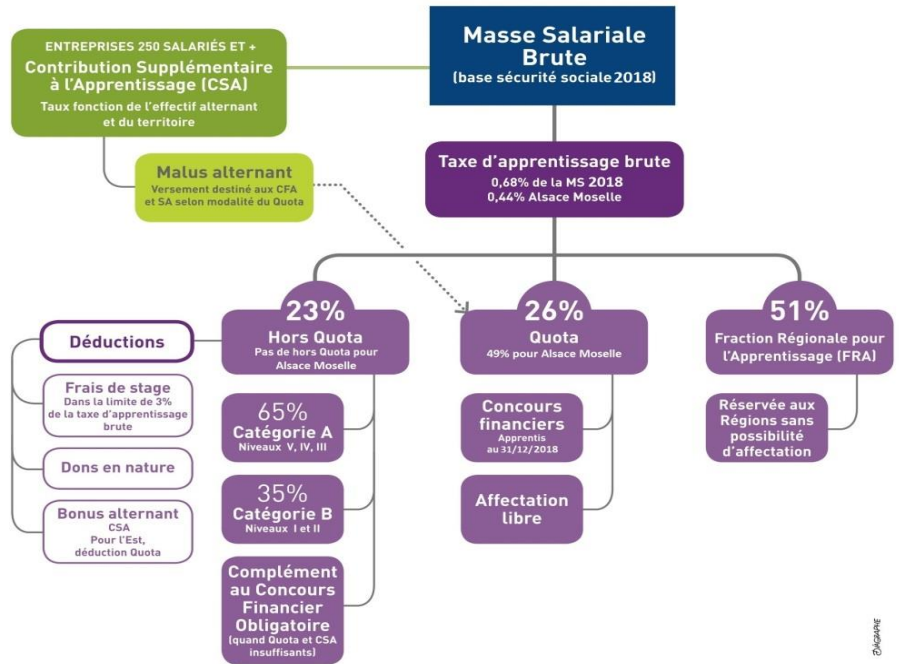 ENTREPRISES 250 SALARIÉS ET +
Contribution Supplémentaire
à l'Apprentissage (CSA)
Taux fonction de l'effectif alternant
et du territoire
Masse Salariale
Brute
(base sécurité sociale 2018)
Malus alternant
Versement destiné aux CFA
et SA selon modalité du Quota
Taxe d'apprentissage brute
0,68% de la MS 2018
0,44% Alsace Moselle
Déductions
Frais de stage
Dans la limite de 3%
de la taxe d'apprentissage
brute
Dons en nature
Bonus alternant
CSA
Pour l'Est,
déduction Quota
23%
Hors Quota
Pas de hors Quota pour
Alsace Moselle
65%
Catégorie A
Niveaux V, IV, III
35%
Catégorie B
Niveaux I et II
Complément
au Concours
Financier
Obligatoire
(quand Quota et CSA
insuffisants)
26%
Quota
49% pour Alsace Moselle
Concours
financiers
Apprentis
au 31/12/2018
Affectation
libre
51%
Fraction Régionale pour
l'Apprentissage (FRA)
Réservée aux
Régions sans
possibilité
d'affectation